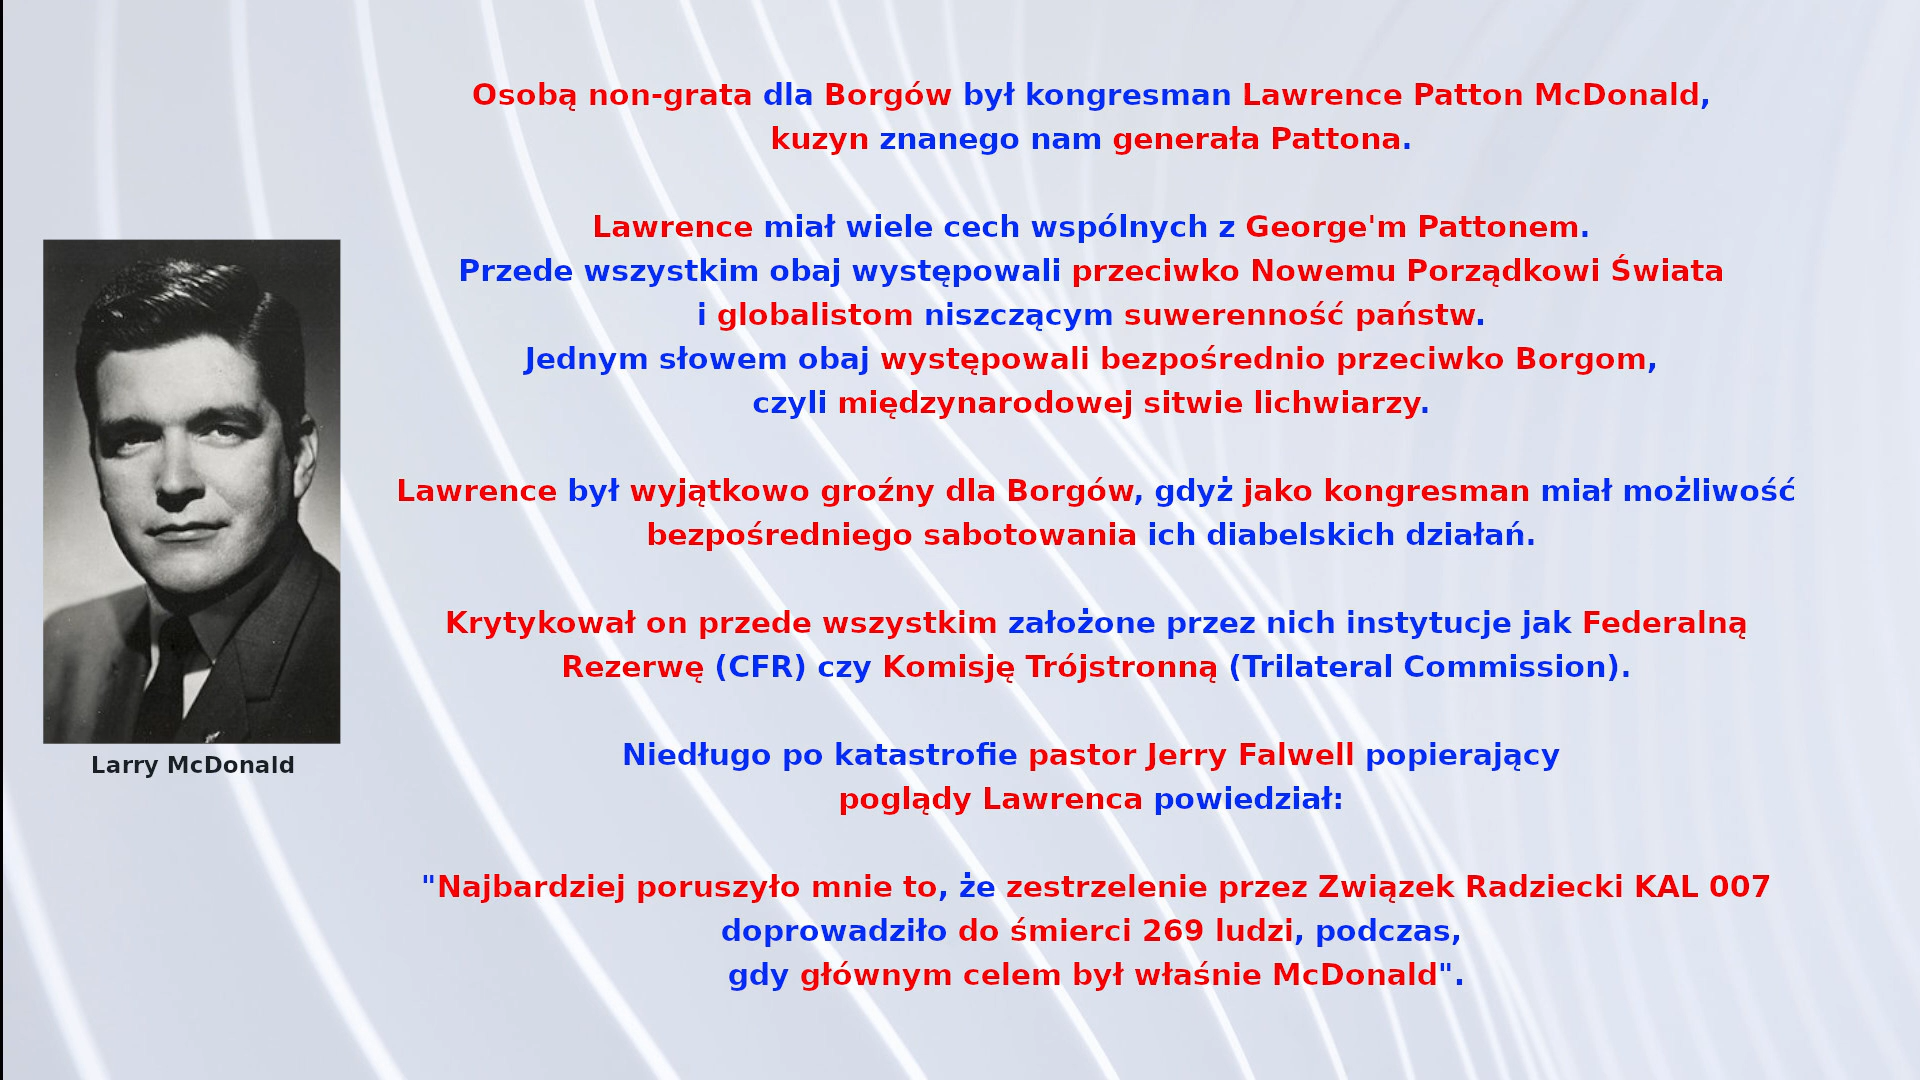 Osobą non-grata dla Borgów był kongresman Lawrence Patton McDonald,
kuzyn znanego nam generała Pattona.
Lawrence miał wiele cech wspólnych z George'm Pattonem.
Przede wszystkim obaj występowali przeciwko Nowemu Porządkowi Świata
i globalistom niszczącym suwerenność państw.
Jednym słowem obaj występowali bezpośrednio przeciwko Borgom,
czyli międzynarodowej sitwie lichwiarzy.
Lawrence był wyjątkowo groźny dla Borgów, gdyż jako kongresman miał możliwość
bezpośredniego sabotowania ich diabelskich działań.
Krytykował on przede wszystkim założone przez nich instytucje jak Federalną
Rezerwę (CFR) czy Komisję Trójstronną (Trilateral Commission).
Niedługo po katastrofie pastor Jerry Falwell popierający
poglądy Lawrenca powiedział:
"Najbardziej poruszyło mnie to, że zestrzelenie przez Związek Radziecki KAL 007
doprowadziło do śmierci 269 ludzi, podczas,
gdy głównym celem był właśnie McDonald".
Larry McDonald